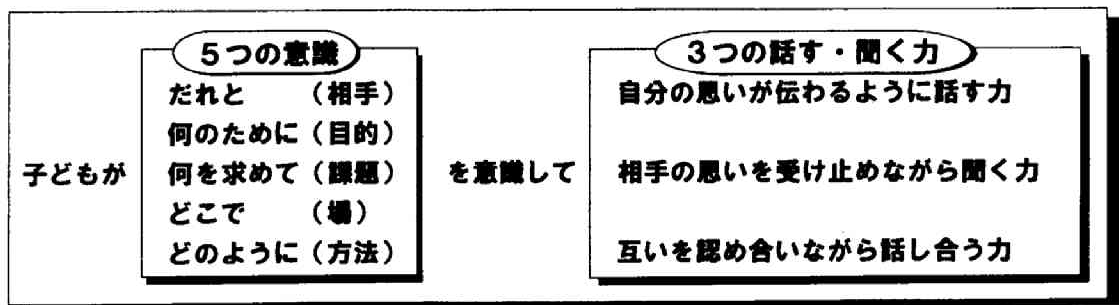 子どもが
5つの意識
だれと (相手)
何のために (目的)
何を求めて (課題)
どこで (場)
どのように (方法)
を意識して
3つの話す・聞く力
自分の思いが伝わるように話す力
相手の思いを受け止めながら聞く力
互いを認め合いながら話し合う力